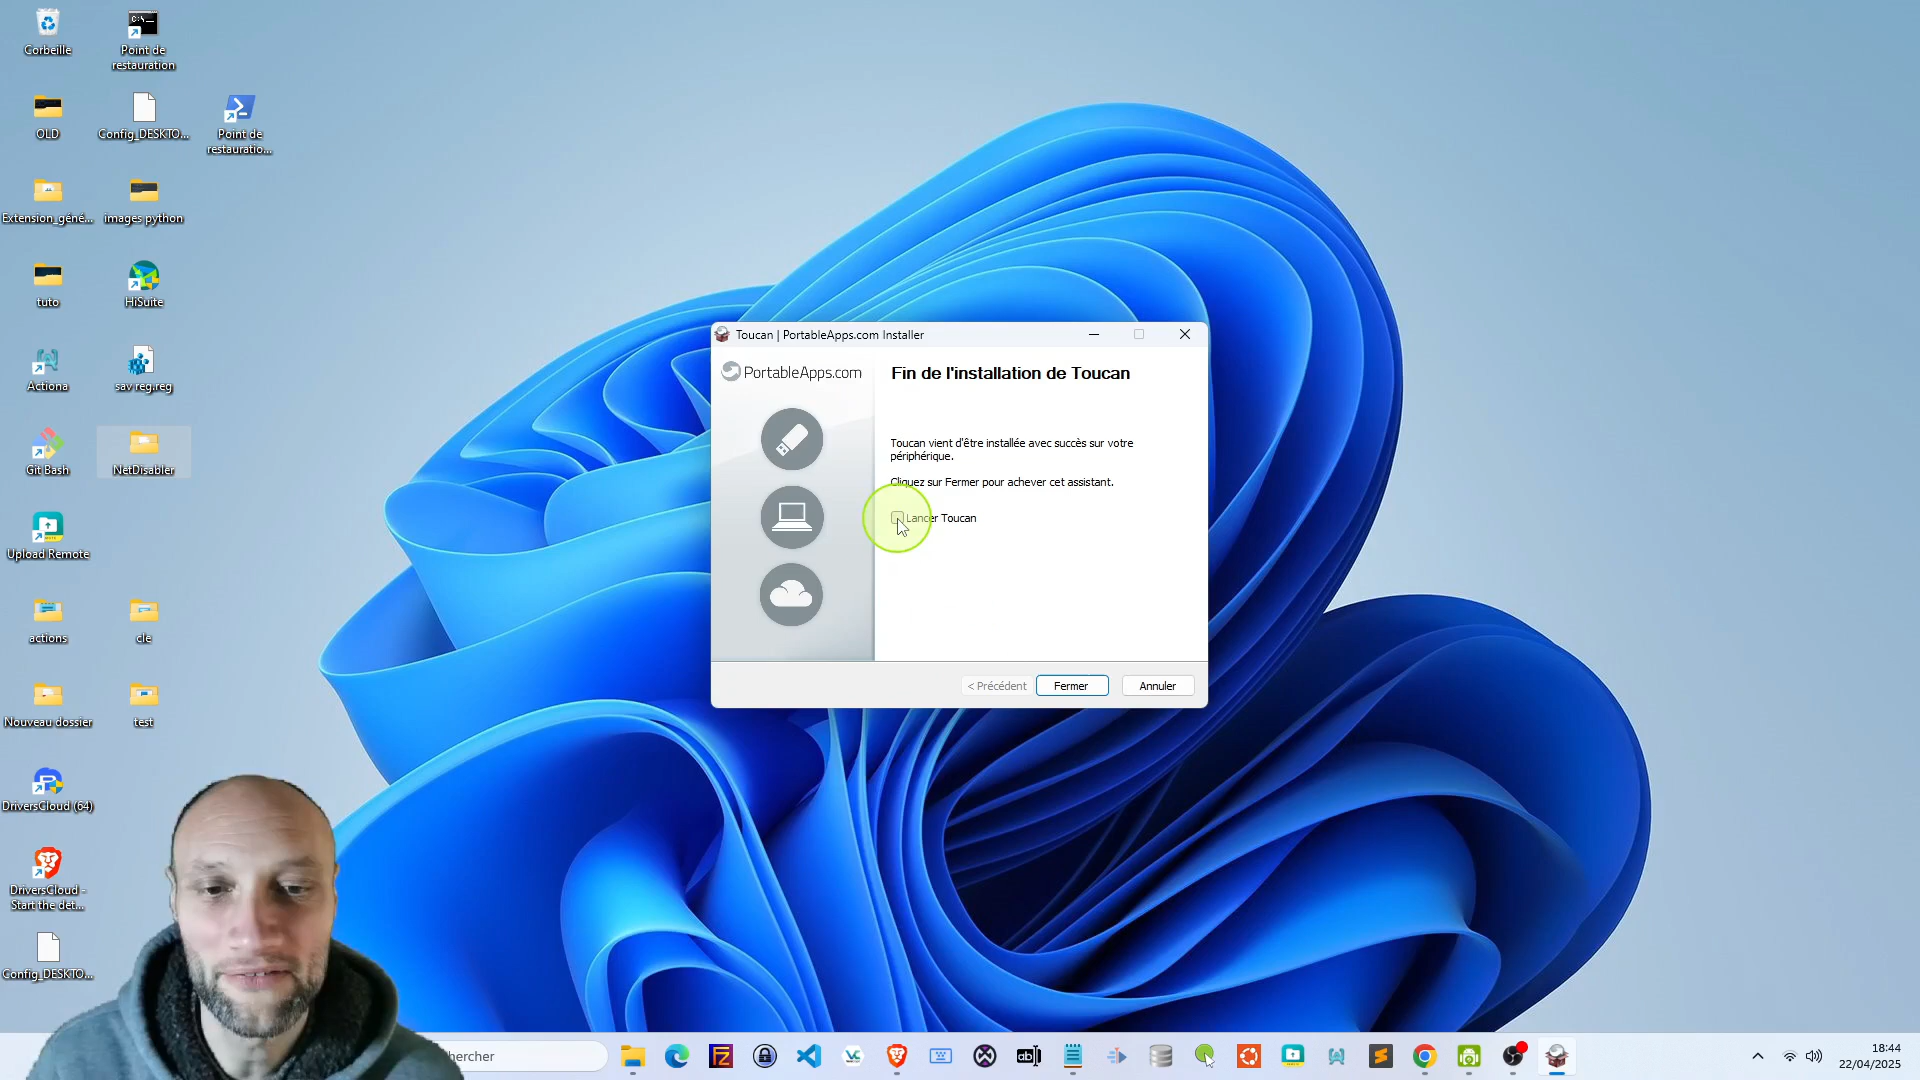 Corbeille
Point de
restauration
OLD
Config_DESKTO...
Point de
restauratio...
Extension_géné...
images python
tuto
HiSuite
Actiona
sav reg.reg
Git Bash
NetDisabler
Upload Remote
actions
cle
Nouveau dossier
test
DriversCloud (64)
DriversCloud -
Start the det...
Config_DESKTO...
Toucan | PortableApps.com Installer
PortableApps.com
Fin de l'installation de Toucan
Toucan vient d'être installée avec succès sur votre
périphérique.
Cliquez sur Fermer pour achever cet assistant.
Lancer Toucan
< Précédent
Fermer
Annuler
hercher
18:44
22/04/2025